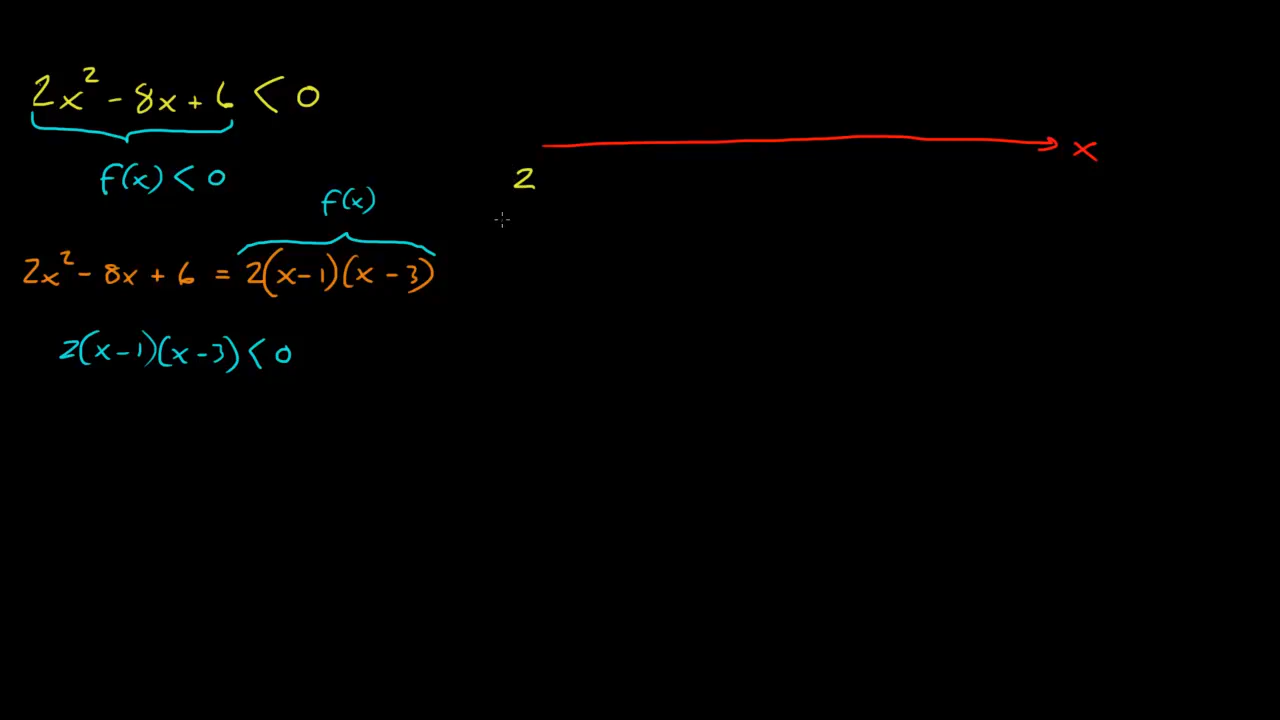 2x² - 8x + 6 < 0
f(x) < 0
f(x)
2x² - 8x + 6 = 2(x-1)(x-3)
2(x-1)(x-3) < 0
x
2